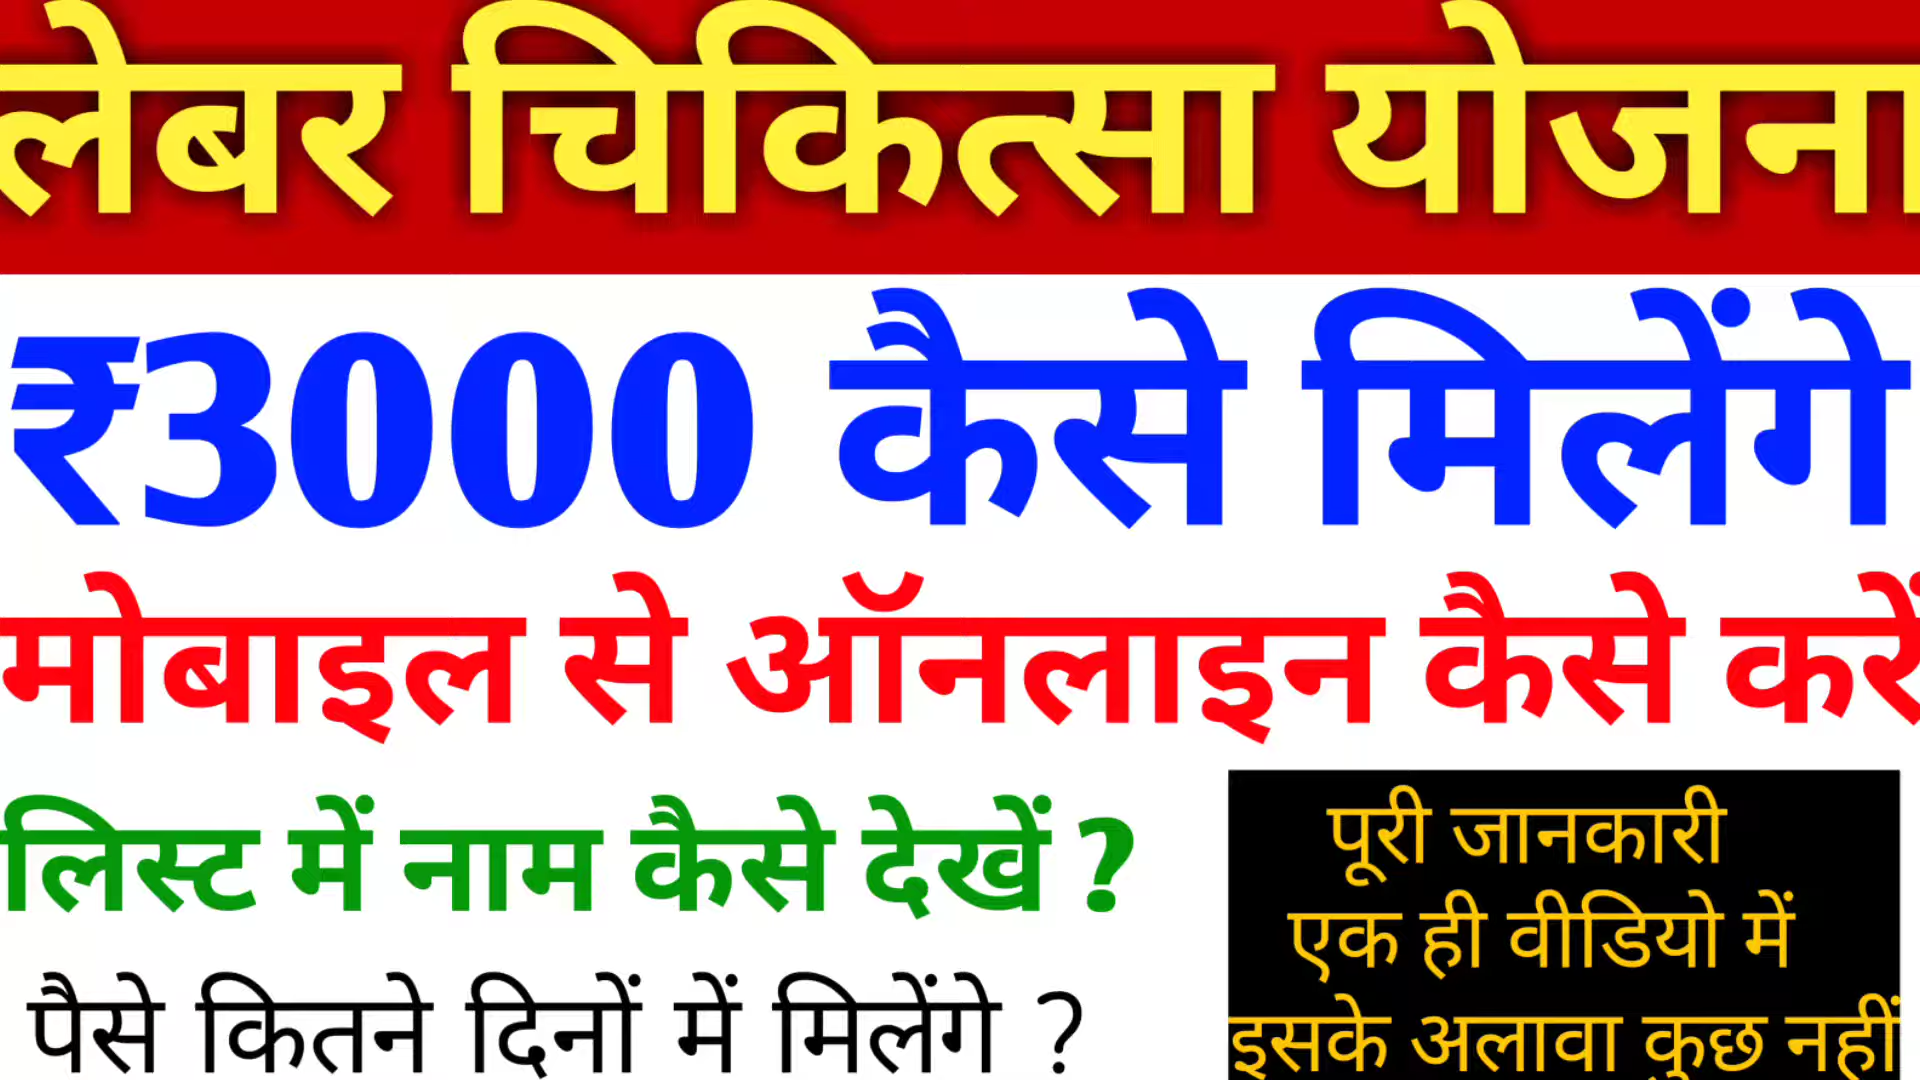 लेबर चिकित्सा योजना
₹3000 कैसे मिलेंगे
मोबाइल से ऑनलाइन कैसे करें
लिस्ट में नाम कैसे देखें ?
पैसे कितने दिनों में मिलेंगे ?
पूरी जानकारी
एक ही वीडियो में
इसके अलावा कुछ नहीं